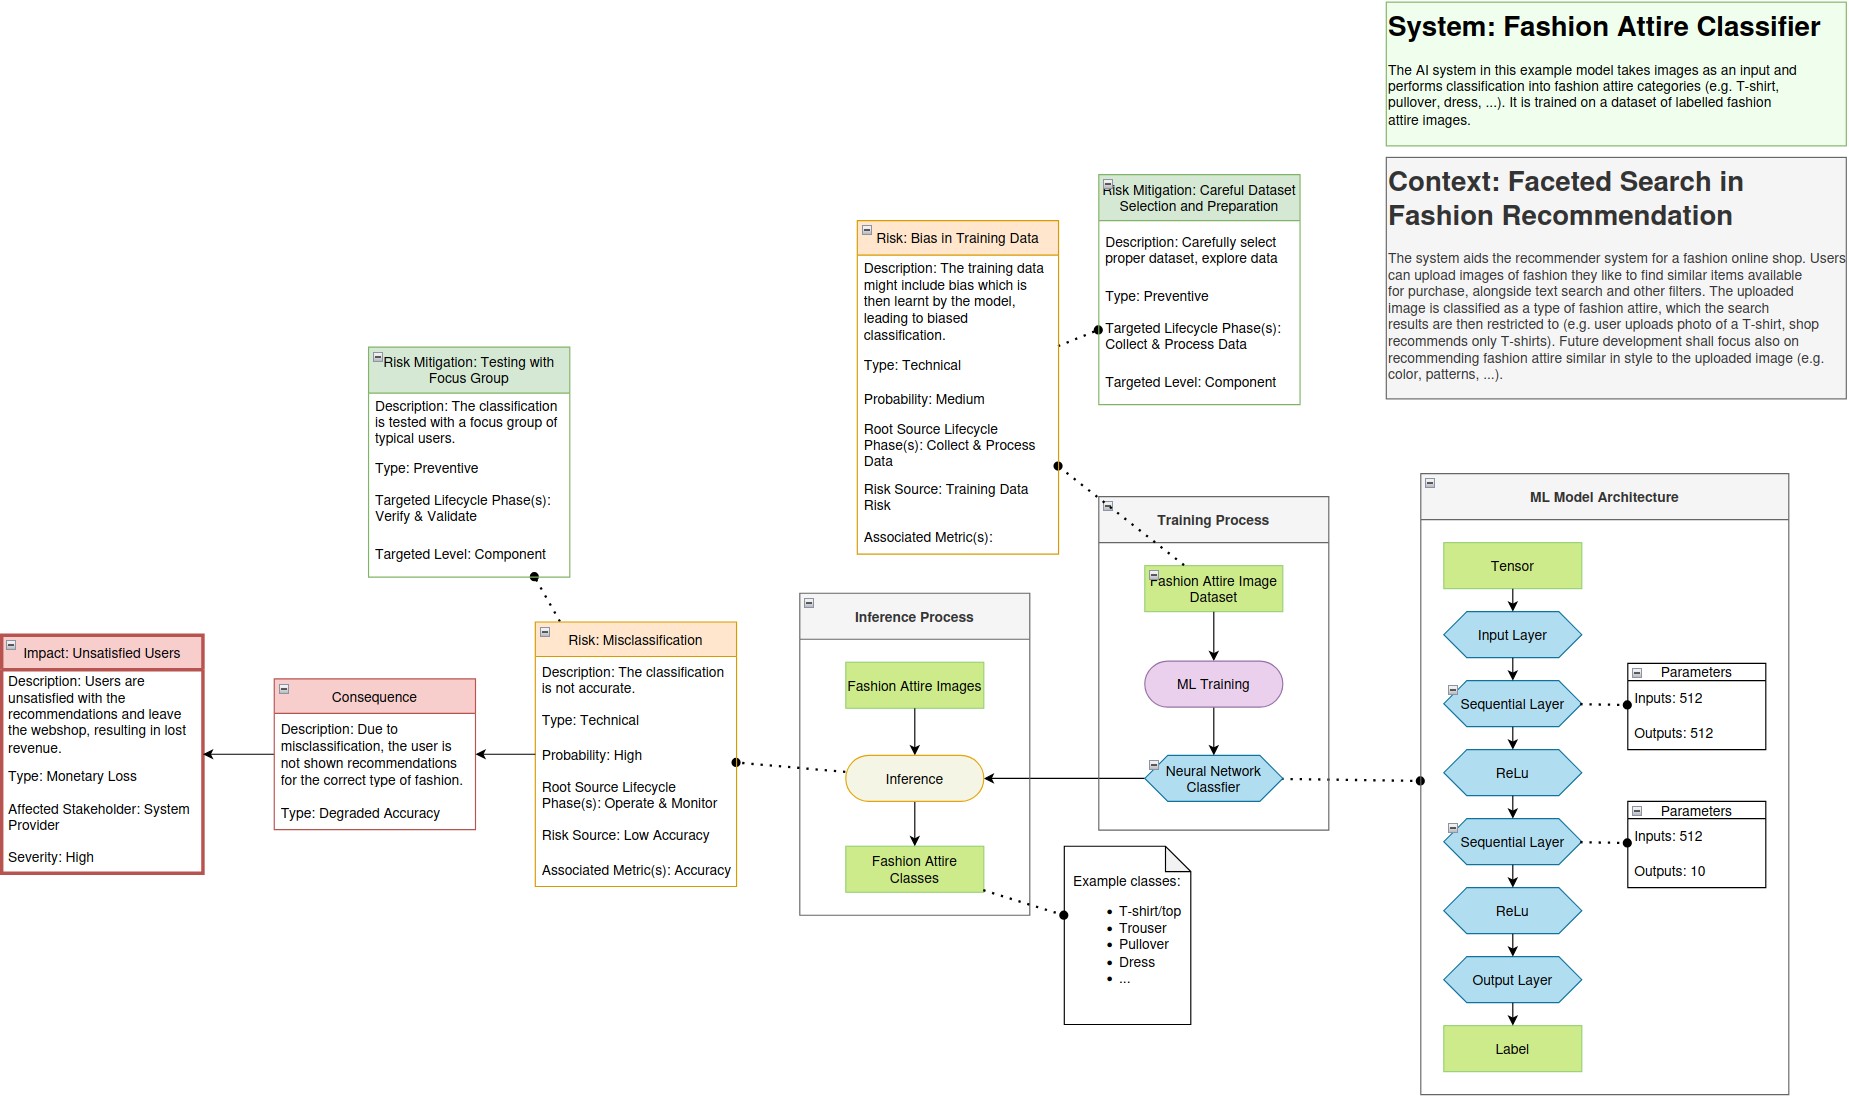 System: Fashion Attire Classifier
The AI system in this example model takes images as an input and
performs classification into fashion attire categories (e.g. T-shirt,
pullover, dress, ...). It is trained on a dataset of labelled fashion
attire images.
Context: Faceted Search in
Fashion Recommendation
The system aids the recommender system for a fashion online shop. Users
can upload images of fashion they like to find similar items available
for purchase, alongside text search and other filters. The uploaded
image is classified as a type of fashion attire, which the search
results are then restricted to (e.g. user uploads photo of a T-shirt, shop
recommends only T-shirts). Future development shall focus also on
recommending fashion attire similar in style to the uploaded image (e.g.
color, patterns, ...).
Risk Mitigation: Careful Dataset
Selection and Preparation
Description: Carefully select
proper dataset, explore data
Type: Preventive
Targeted Lifecycle Phase(s):
Collect & Process Data
Targeted Level: Component
Risk: Bias in Training Data
Description: The training data
might include bias which is
then learnt by the model,
leading to biased
classification.
Type: Technical
Probability: Medium
Root Source Lifecycle
Phase(s): Collect & Process
Data
Risk Source: Training Data
Risk
Associated Metric(s):
Risk Mitigation: Testing with
Focus Group
Description: The classification
is tested with a focus group of
typical users.
Type: Preventive
Targeted Lifecycle Phase(s):
Verify & Validate
Targeted Level: Component
Impact: Unsatisfied Users
Description: Users are
unsatisfied with the
recommendations and leave
the webshop, resulting in lost
revenue.
Type: Monetary Loss
Affected Stakeholder: System
Provider
Severity: High
Consequence
Description: Due to
misclassification, the user is
not shown recommendations
for the correct type of fashion.
Type: Degraded Accuracy
Risk: Misclassification
Description: The classification
is not accurate.
Type: Technical
Probability: High
Root Source Lifecycle
Phase(s): Operate & Monitor
Risk Source: Low Accuracy
Associated Metric(s): Accuracy
Inference Process
Fashion Attire Images
Inference
Fashion Attire
Classes
Training Process
Fashion Attire Image
Dataset
ML Training
Neural Network
Classfier
Example classes:
• T-shirt/top
• Trouser
• Pullover
• Dress
• ...
ML Model Architecture
Tensor
Input Layer
Sequential Layer
Parameters
Inputs: 512
Outputs: 512
ReLu
Sequential Layer
Parameters
Inputs: 512
Outputs: 10
ReLu
Output Layer
Label